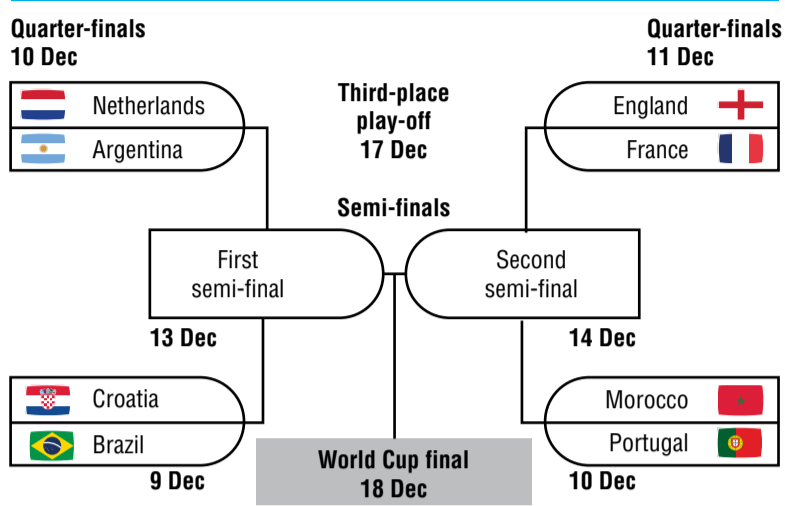 Quarter-finals
10 Dec
Quarter-finals
11 Dec
Netherlands
Argentina
Third-place
play-off
17 Dec
England
France
Semi-finals
First
semi-final
Second
semi-final
13 Dec
14 Dec
Croatia
Brazil
9 Dec
Morocco
Portugal
10 Dec
World Cup final
18 Dec